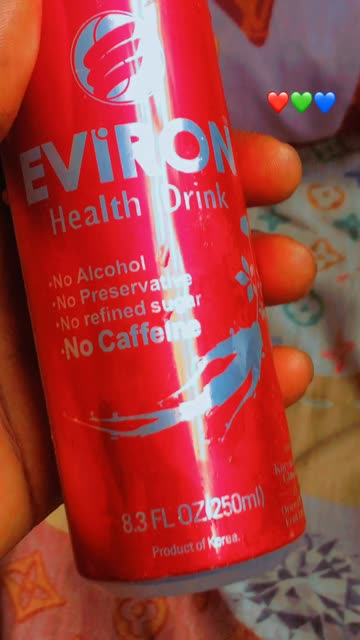 EViRON
Health Drink
·No Alcohol
·No Preservative
·No refined sugar
·No Caffeine
8.3 FL OZ(250ml)
Product of Korea.